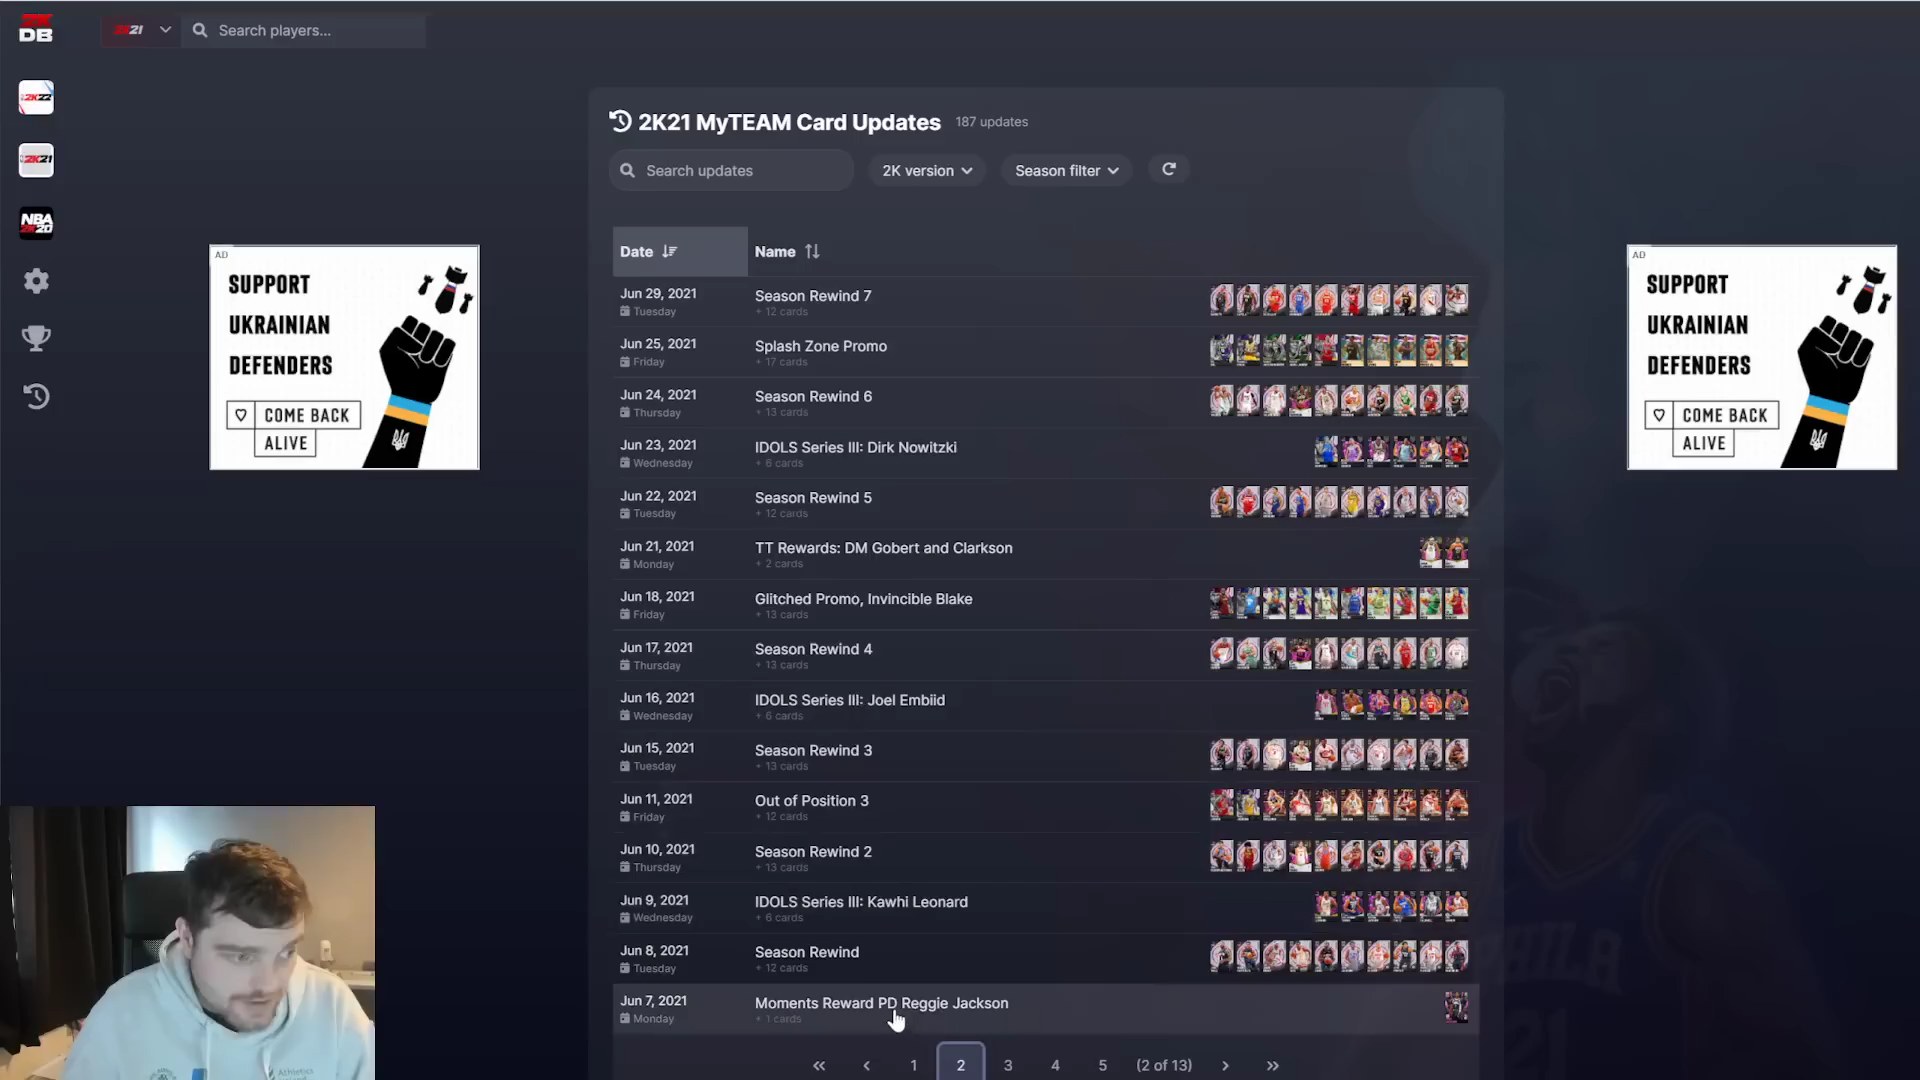 2K
DB
2K21
Search players...
2K22
2K21
NBA
2K20
2K21 MyTEAM Card Updates 187 updates
Search updates
2K version
Season filter
Date
Name
Jun 29, 2021
Tuesday
Season Rewind 7
+ 12 cards
Jun 25, 2021
Friday
Splash Zone Promo
+ 17 cards
Jun 24, 2021
Thursday
Season Rewind 6
+ 13 cards
Jun 23, 2021
Wednesday
IDOLS Series III: Dirk Nowitzki
+ 6 cards
Jun 22, 2021
Tuesday
Season Rewind 5
+ 12 cards
Jun 21, 2021
Monday
TT Rewards: DM Gobert and Clarkson
+ 2 cards
Jun 18, 2021
Friday
Glitched Promo, Invincible Blake
+ 13 cards
Jun 17, 2021
Thursday
Season Rewind 4
+ 13 cards
Jun 16, 2021
Wednesday
IDOLS Series III: Joel Embiid
+ 6 cards
Jun 15, 2021
Tuesday
Season Rewind 3
+ 13 cards
Jun 11, 2021
Friday
Out of Position 3
+ 12 cards
Jun 10, 2021
Thursday
Season Rewind 2
+ 13 cards
Jun 9, 2021
Wednesday
IDOLS Series III: Kawhi Leonard
+ 6 cards
Jun 8, 2021
Tuesday
Season Rewind
+ 12 cards
Jun 7, 2021
Monday
Moments Reward PD Reggie Jackson
+ 1 cards
« ‹ 1 2 3 4 5 (2 of 13) › »
AD
SUPPORT
UKRAINIAN
DEFENDERS
COME BACK
ALIVE
AD
SUPPORT
UKRAINIAN
DEFENDERS
COME BACK
ALIVE
PHILA
21
Athletics